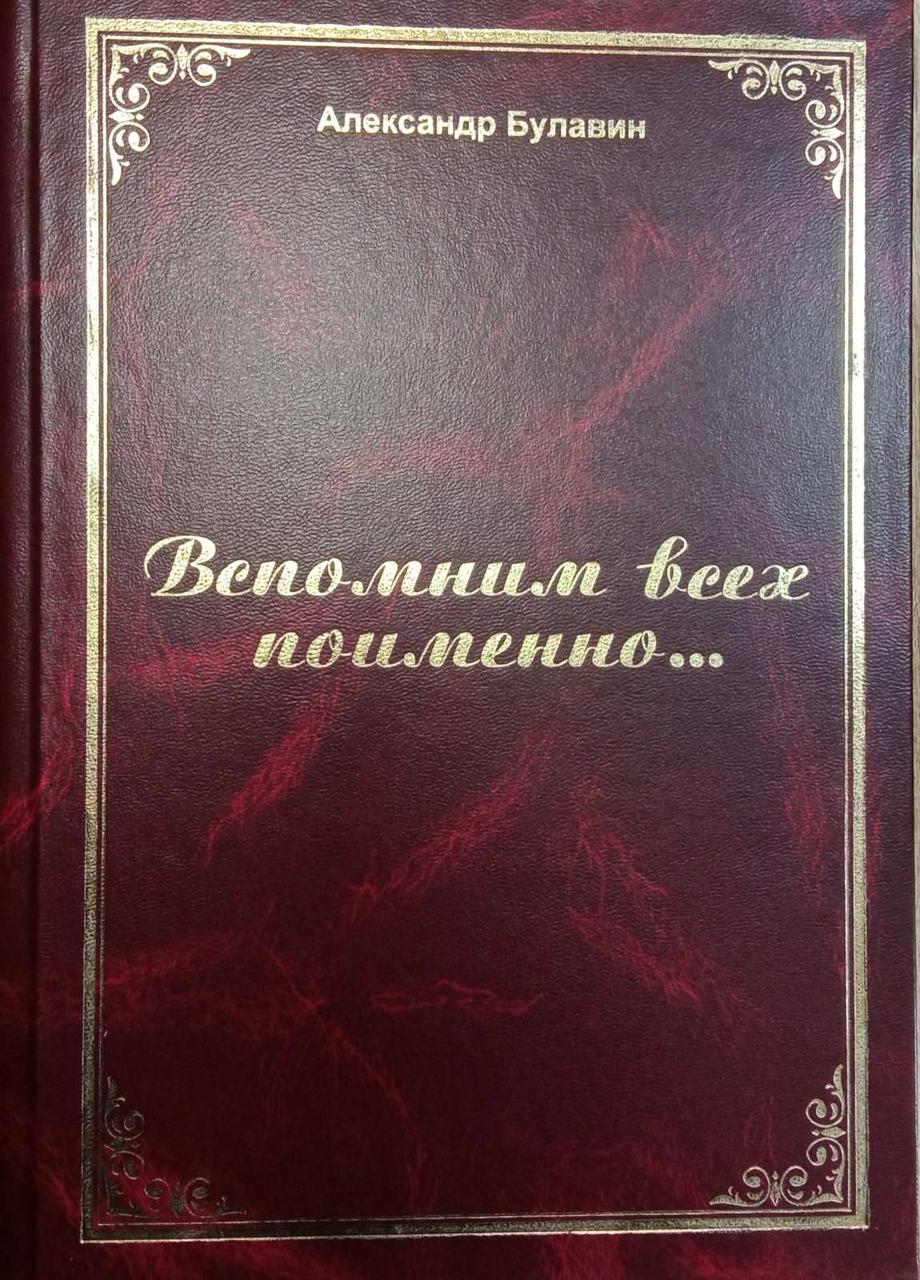 Александр Булавин
Вспомним всех
поименно...